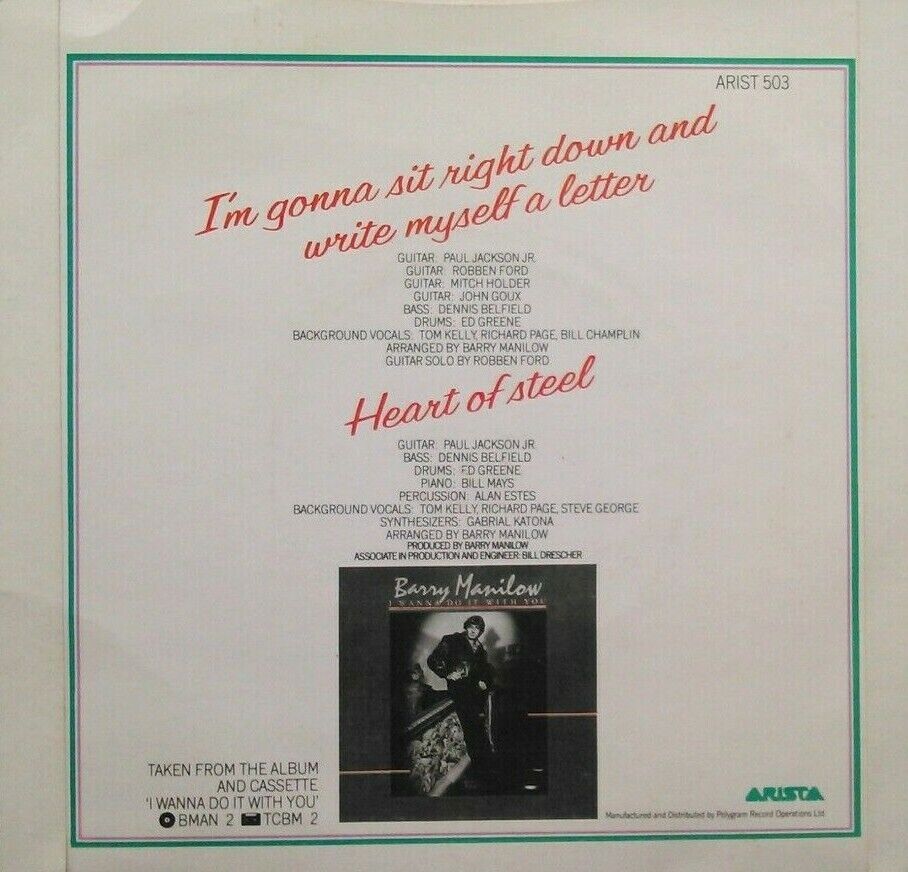 ARIST 503
I'm gonna sit right down and
write myself a letter
GUITAR: PAUL JACKSON JR.
GUITAR: ROBBEN FORD
GUITAR: MITCH HOLDER
GUITAR: JOHN GOUX
BASS: DENNIS BELFIELD
DRUMS: ED GREENE
BACKGROUND VOCALS: TOM KELLY, RICHARD PAGE, BILL CHAMPLIN
ARRANGED BY BARRY MANILOW
GUITAR SOLO BY ROBBEN FORD
Heart of steel
GUITAR: PAUL JACKSON JR.
BASS: DENNIS BELFIELD
DRUMS: ED GREENE
PIANO: BILL MAYS
PERCUSSION: ALAN ESTES
BACKGROUND VOCALS: TOM KELLY, RICHARD PAGE, STEVE GEORGE
SYNTHESIZERS: GABRIAL KATONA
ARRANGED BY BARRY MANILOW
PRODUCED BY BARRY MANILOW
ASSOCIATE IN PRODUCTION AND ENGINEER: BILL DRESCHER
Barry Manilow
I WANNA DO IT WITH YOU
TAKEN FROM THE ALBUM
AND CASSETTE
'I WANNA DO IT WITH YOU'
BMAN 2 TCBM 2
ARISTA
Manufactured and Distributed by Polygram Record Operations Ltd.